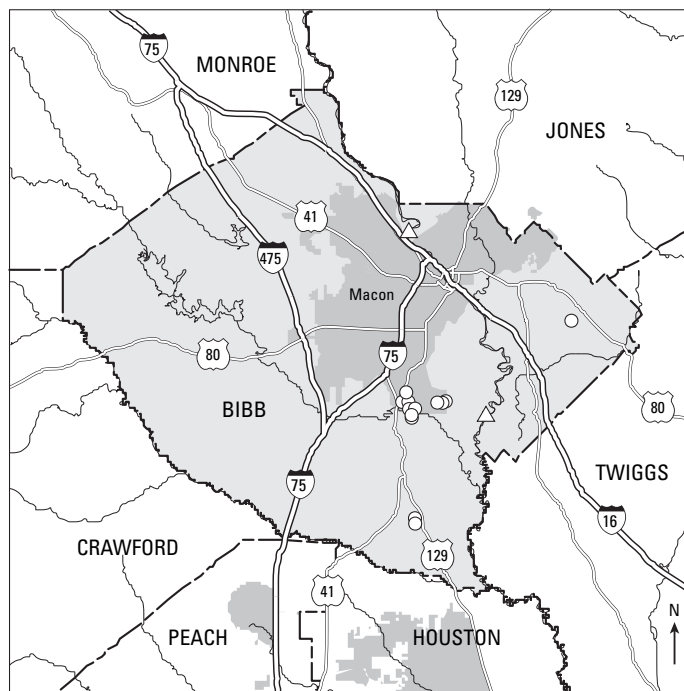 75
MONROE
129
JONES
41
475
Macon
80
75
BIBB
80
75
TWIGGS
16
CRAWFORD
129
41
N
PEACH
HOUSTON